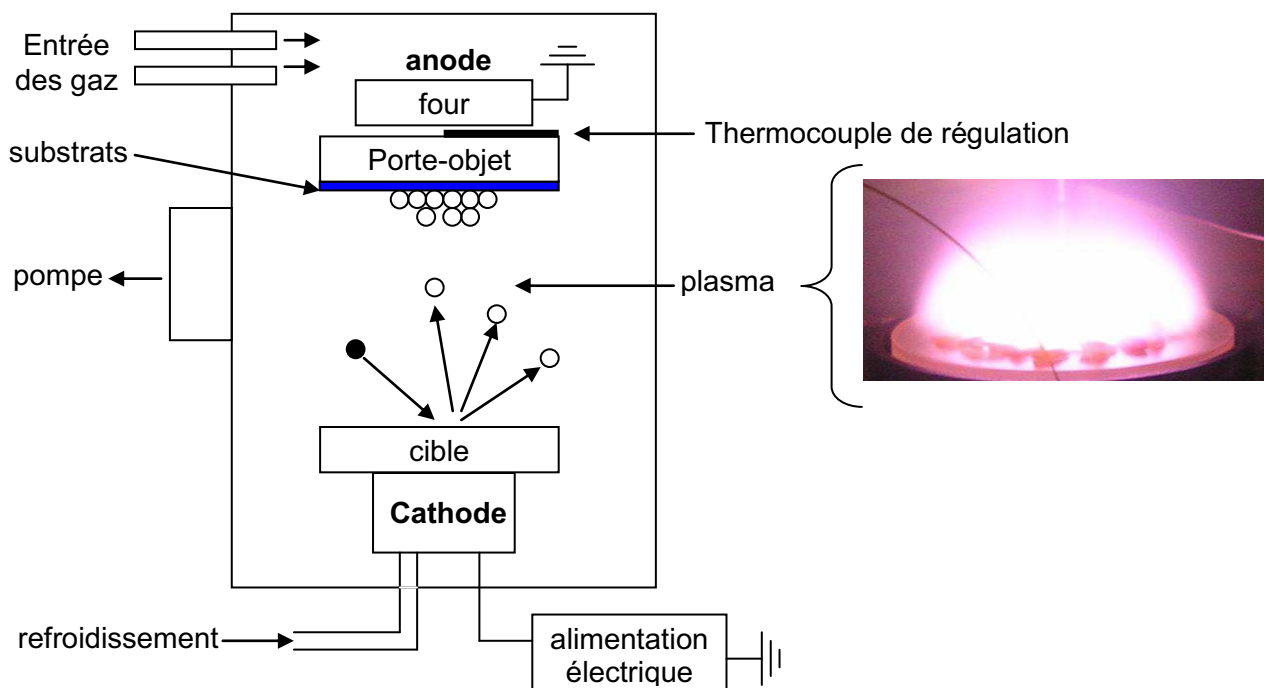 Entrée
des gaz
anode
four
Thermocouple de régulation
substrats
Porte-objet
pompe
plasma
cible
Cathode
refroidissement
alimentation
électrique